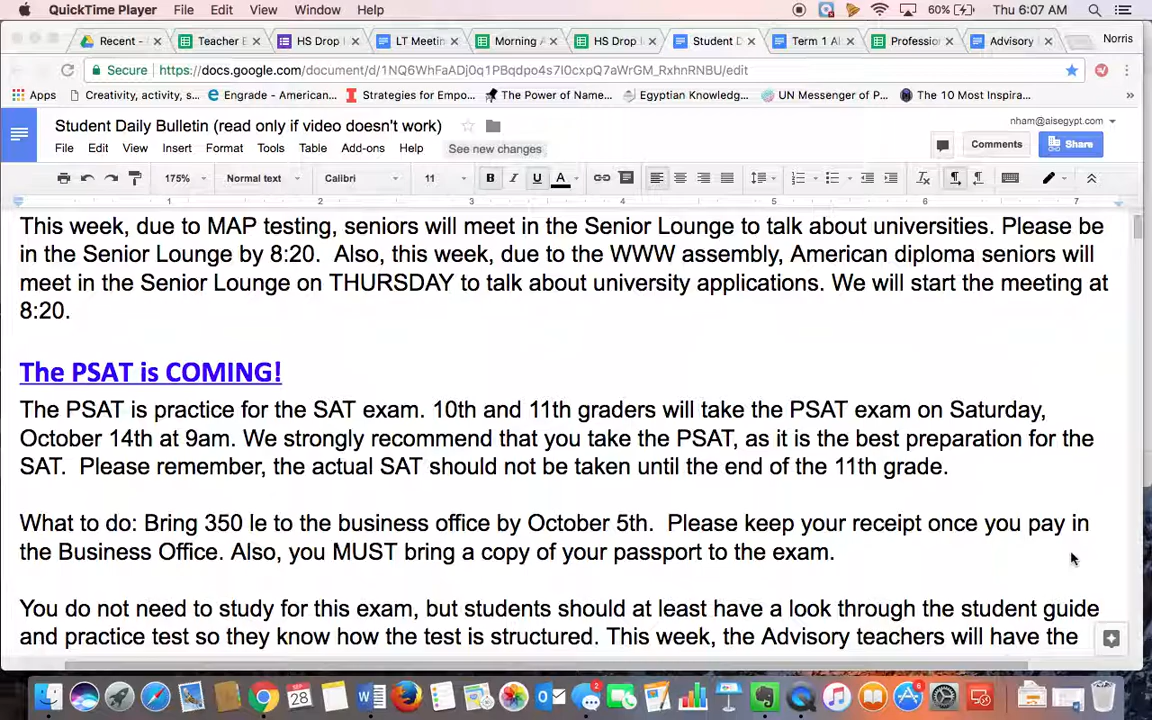 QuickTime Player File Edit View Window Help 60% Thu 6:07 AM
Recent - Teacher E HS Drop I LT Meetin Morning A HS Drop I Student D Term 1 Al Professio Advisory Norris
Secure https://docs.google.com/document/d/1NQ6WhFaADj0q1PBqdpo4s7I0cxpQ7aWrGM_RxhnRNBU/edit
Apps Creativity, activity, s... Engrade - American... Strategies for Empo... The Power of Name... Egyptian Knowledg... UN Messenger of P... The 10 Most Inspira... »
Student Daily Bulletin (read only if video doesn't work) nham@aisegypt.com
File Edit View Insert Format Tools Table Add-ons Help See new changes Comments Share
175% Normal text Calibri 11 B I U A
1 2 3 4 5 6 7
This week, due to MAP testing, seniors will meet in the Senior Lounge to talk about universities. Please be
in the Senior Lounge by 8:20. Also, this week, due to the WWW assembly, American diploma seniors will
meet in the Senior Lounge on THURSDAY to talk about university applications. We will start the meeting at
8:20.
The PSAT is COMING!
The PSAT is practice for the SAT exam. 10th and 11th graders will take the PSAT exam on Saturday,
October 14th at 9am. We strongly recommend that you take the PSAT, as it is the best preparation for the
SAT. Please remember, the actual SAT should not be taken until the end of the 11th grade.
What to do: Bring 350 le to the business office by October 5th. Please keep your receipt once you pay in
the Business Office. Also, you MUST bring a copy of your passport to the exam.
You do not need to study for this exam, but students should at least have a look through the student guide
and practice test so they know how the test is structured. This week, the Advisory teachers will have the